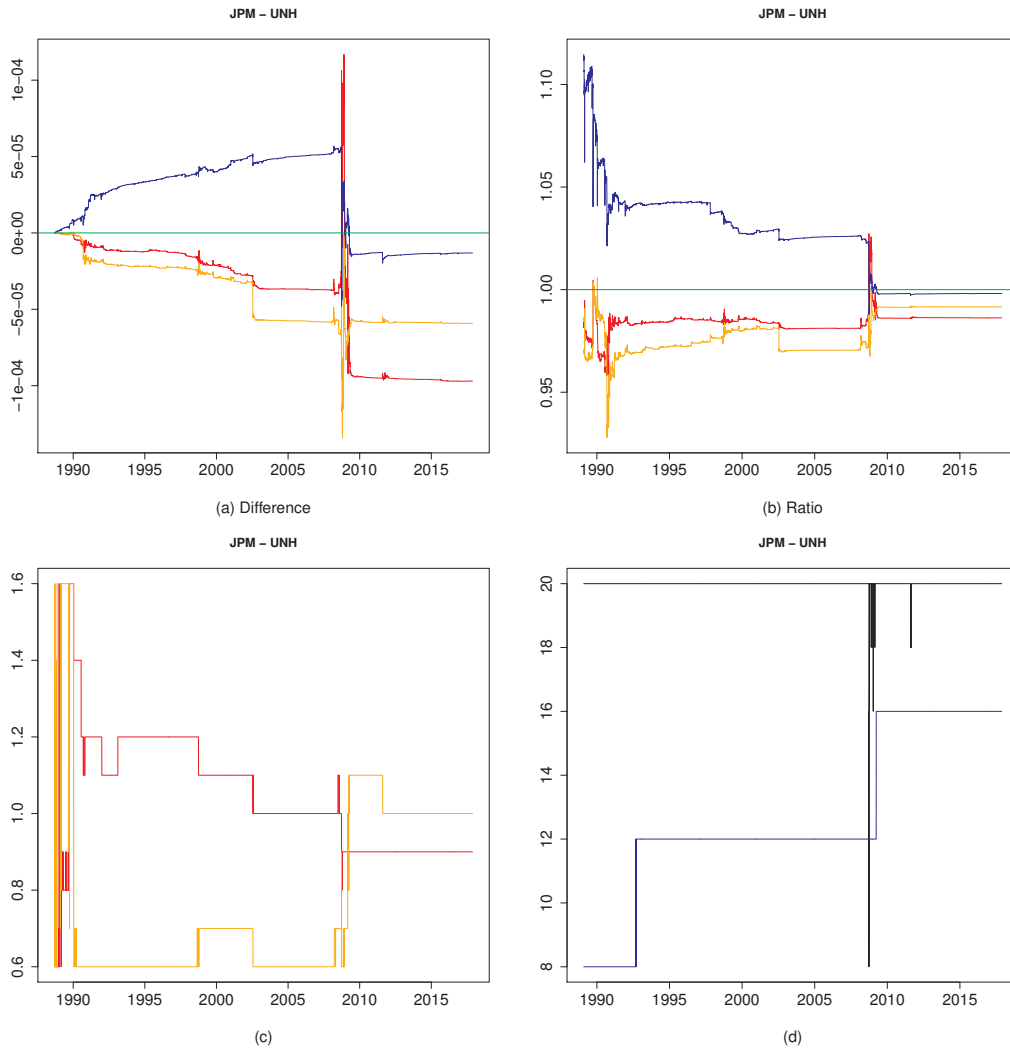 JPM − UNH
1e−04
5e−05
0e+00
−5e−05
−1e−04
1990 1995 2000 2005 2010 2015
(a) Difference
JPM − UNH
1.10
1.05
1.00
0.95
1990 1995 2000 2005 2010 2015
(b) Ratio
JPM − UNH
1.6
1.4
1.2
1.0
0.8
0.6
1990 1995 2000 2005 2010 2015
(c)
JPM − UNH
20
18
16
14
12
10
8
1990 1995 2000 2005 2010 2015
(d)